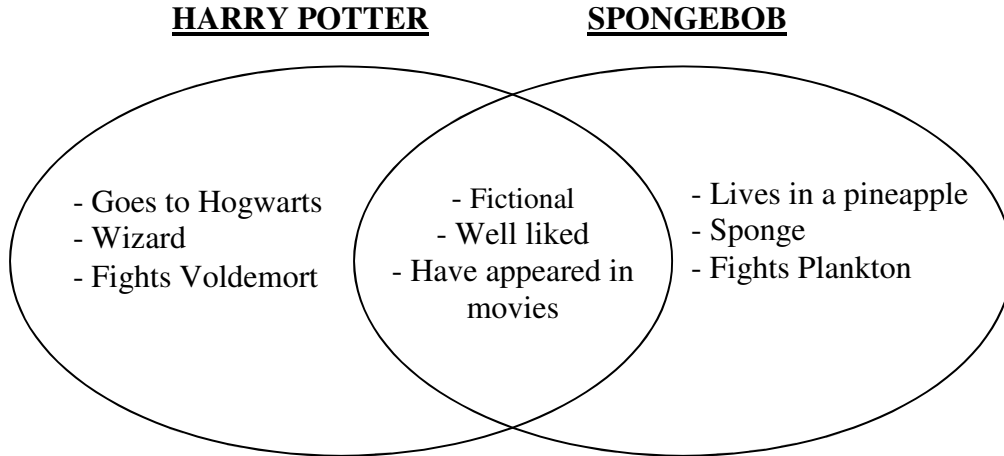 HARRY POTTER
SPONGEBOB
- Goes to Hogwarts
- Wizard
- Fights Voldemort
- Fictional
- Well liked
- Have appeared in
movies
- Lives in a pineapple
- Sponge
- Fights Plankton